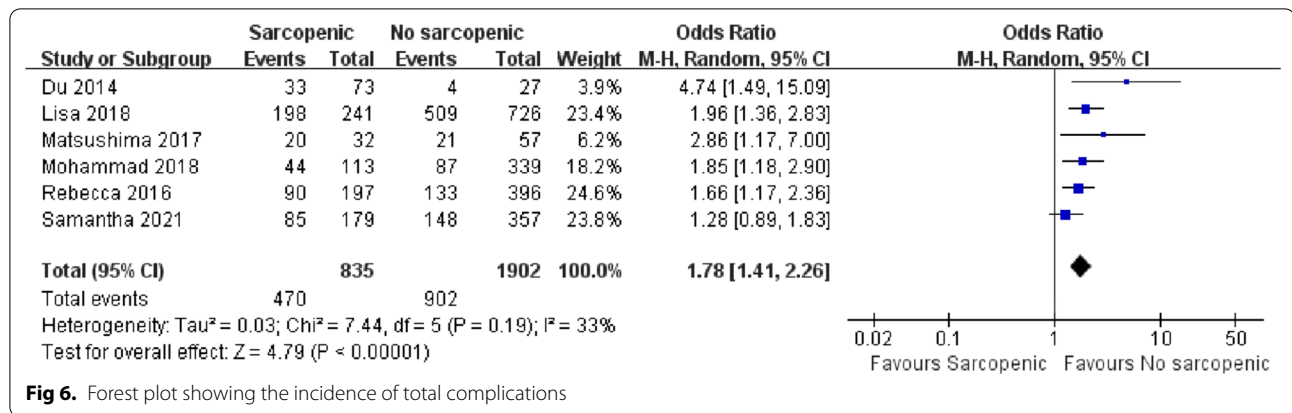 Sarcopenic No sarcopenic Odds Ratio Odds Ratio
Study or Subgroup Events Total Events Total Weight M-H, Random, 95% CI M-H, Random, 95% CI
Du 2014 33 73 4 27 3.9% 4.74 [1.49, 15.09]
Lisa 2018 198 241 509 726 23.4% 1.96 [1.36, 2.83]
Matsushima 2017 20 32 21 57 6.2% 2.86 [1.17, 7.00]
Mohammad 2018 44 113 87 339 18.2% 1.85 [1.18, 2.90]
Rebecca 2016 90 197 133 396 24.6% 1.66 [1.17, 2.36]
Samantha 2021 85 179 148 357 23.8% 1.28 [0.89, 1.83]
Total (95% CI) 835 1902 100.0% 1.78 [1.41, 2.26]
Total events 470 902
Heterogeneity: Tau² = 0.03; Chi² = 7.44, df = 5 (P = 0.19); I² = 33%
Test for overall effect: Z = 4.79 (P < 0.00001)
0.02 0.1 1 10 50
Favours Sarcopenic Favours No sarcopenic
Fig 6. Forest plot showing the incidence of total complications